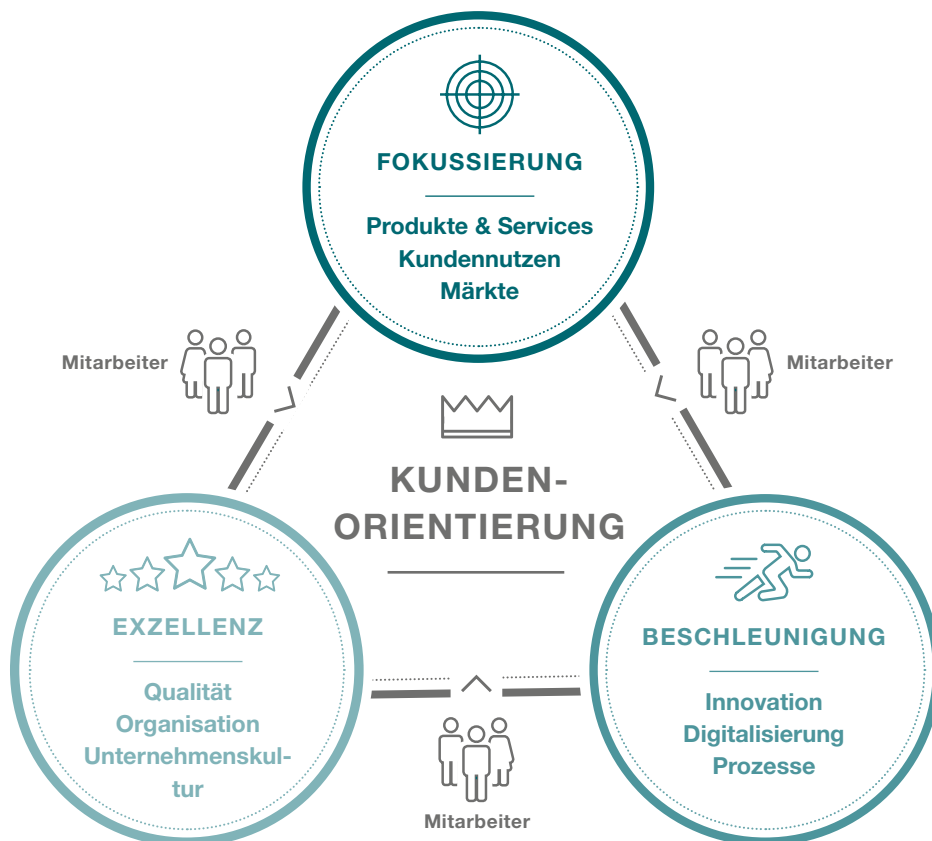 FOKUSSIERUNG
Produkte & Services
Kundennutzen
Märkte
Mitarbeiter
Mitarbeiter
KUNDEN-
ORIENTIERUNG
EXZELLENZ
Qualität
Organisation
Unternehmenskul-
tur
BESCHLEUNIGUNG
Innovation
Digitalisierung
Prozesse
Mitarbeiter